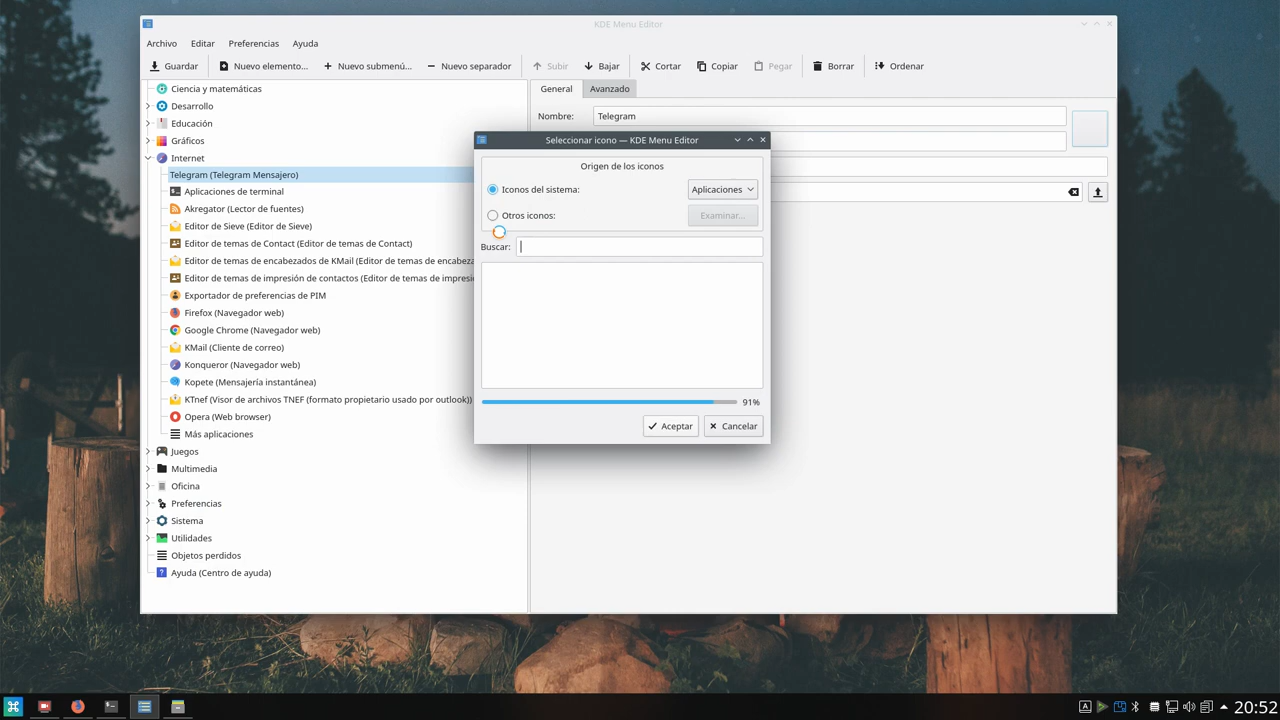 KDE Menu Editor
Archivo Editar Preferencias Ayuda
Guardar Nuevo elemento... Nuevo submenú... Nuevo separador Subir Bajar Cortar Copiar Pegar Borrar Ordenar
Ciencia y matemáticas
Desarrollo
Educación
Gráficos
Internet
Telegram (Telegram Mensajero)
Aplicaciones de terminal
Akregator (Lector de fuentes)
Editor de Sieve (Editor de Sieve)
Editor de temas de Contact (Editor de temas de Contact)
Editor de temas de encabezados de KMail (Editor de temas de encabeza
Editor de temas de impresión de contactos (Editor de temas de impresi
Exportador de preferencias de PIM
Firefox (Navegador web)
Google Chrome (Navegador web)
KMail (Cliente de correo)
Konqueror (Navegador web)
Kopete (Mensajería instantánea)
KTnef (Visor de archivos TNEF (formato propietario usado por outlook))
Opera (Web browser)
Más aplicaciones
Juegos
Multimedia
Oficina
Preferencias
Sistema
Utilidades
Objetos perdidos
Ayuda (Centro de ayuda)
General Avanzado
Nombre: Telegram
Seleccionar icono — KDE Menu Editor
Origen de los iconos
Iconos del sistema: Aplicaciones
Otros iconos: Examinar...
Buscar:
91%
Aceptar Cancelar
20:52